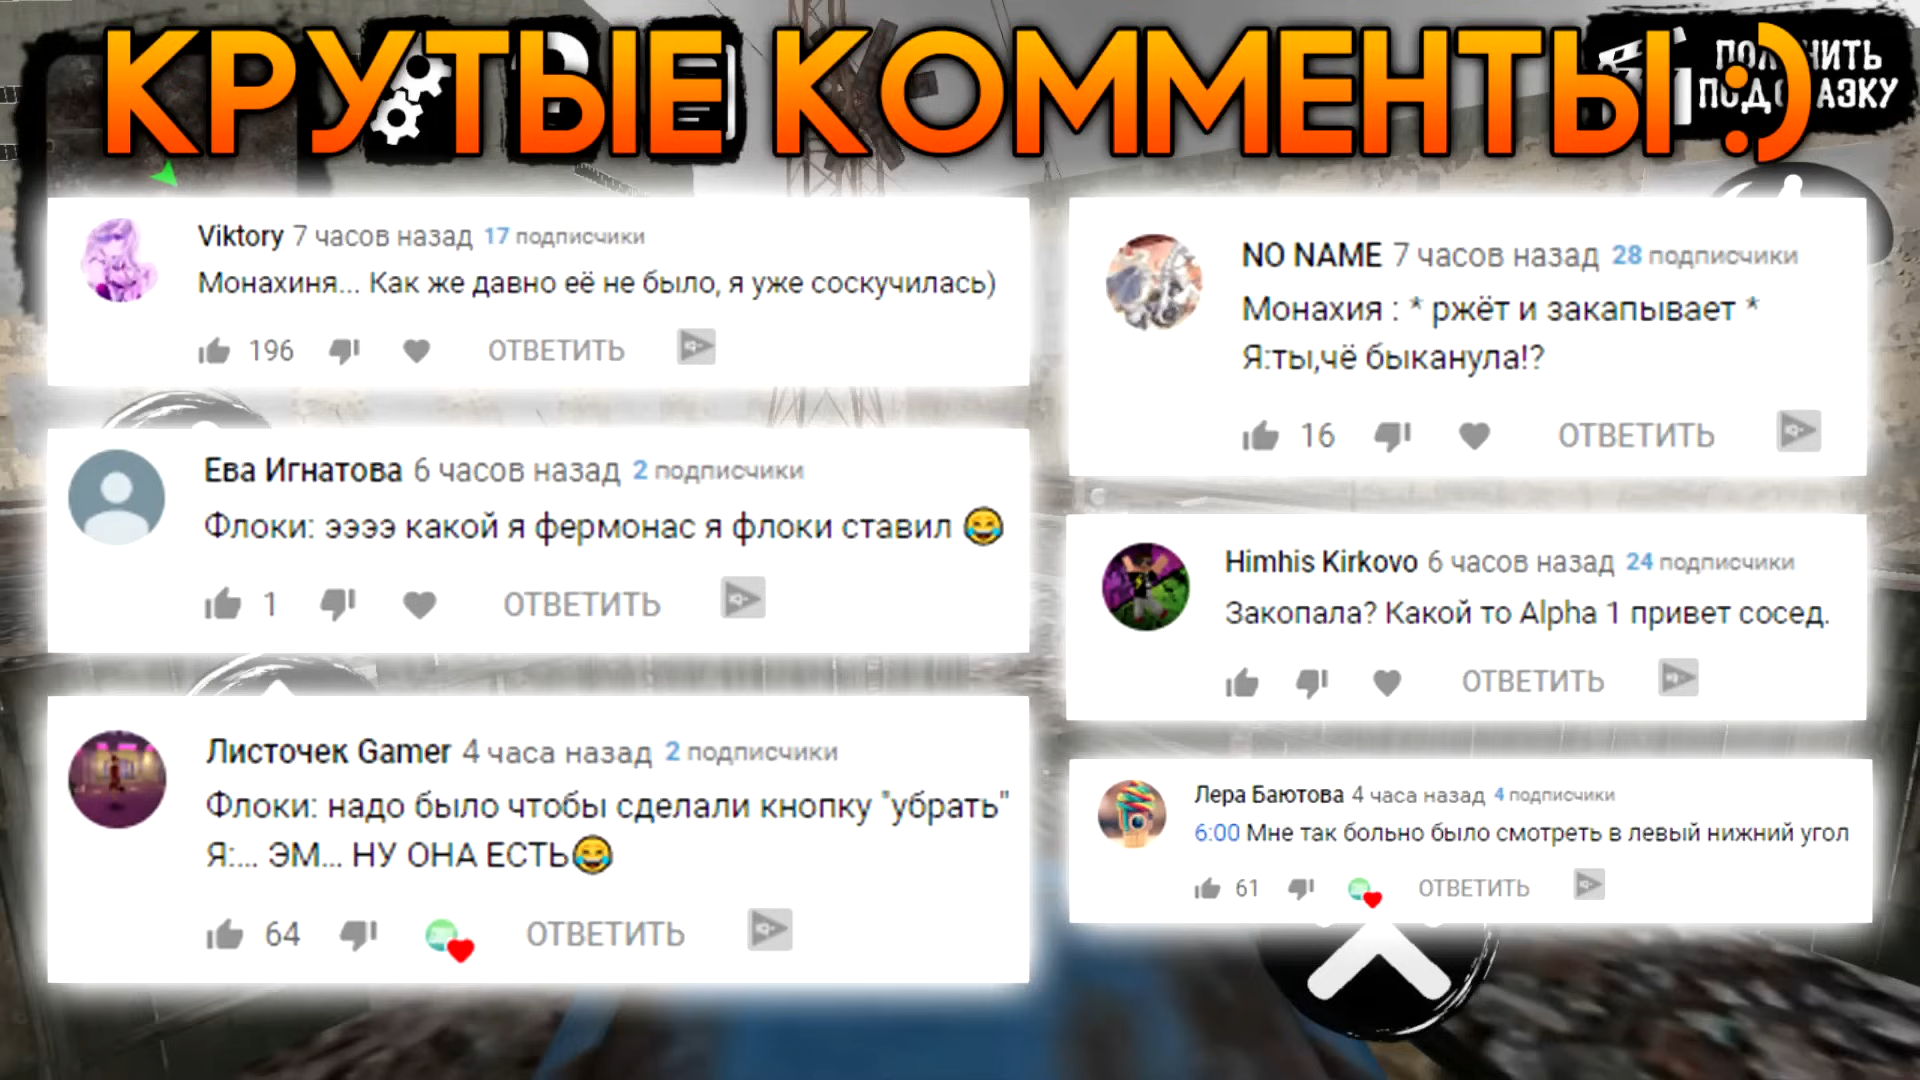 КРУТЫЕ КОММЕНТЫ :)
Viktory 7 часов назад 17 подписчики
Монахиня... Как же давно её не было, я уже соскучилась)
196 ОТВЕТИТЬ
Ева Игнатова 6 часов назад 2 подписчики
Флоки: ээээ какой я фермонас я флоки ставил 😂
1 ОТВЕТИТЬ
Листочек Gamer 4 часа назад 2 подписчики
Флоки: надо было чтобы сделали кнопку "убрать"
Я:... ЭМ... НУ ОНА ЕСТЬ😂
64 ОТВЕТИТЬ
NO NAME 7 часов назад 28 подписчики
Монахия : * ржёт и закапывает *
Я:ты,чё быканула!?
16 ОТВЕТИТЬ
Himhis Kirkovo 6 часов назад 24 подписчики
Закопала? Какой то Alpha 1 привет сосед.
ОТВЕТИТЬ
Лера Баютова 4 часа назад 4 подписчики
6:00 Мне так больно было смотреть в левый нижний угол
61 ОТВЕТИТЬ